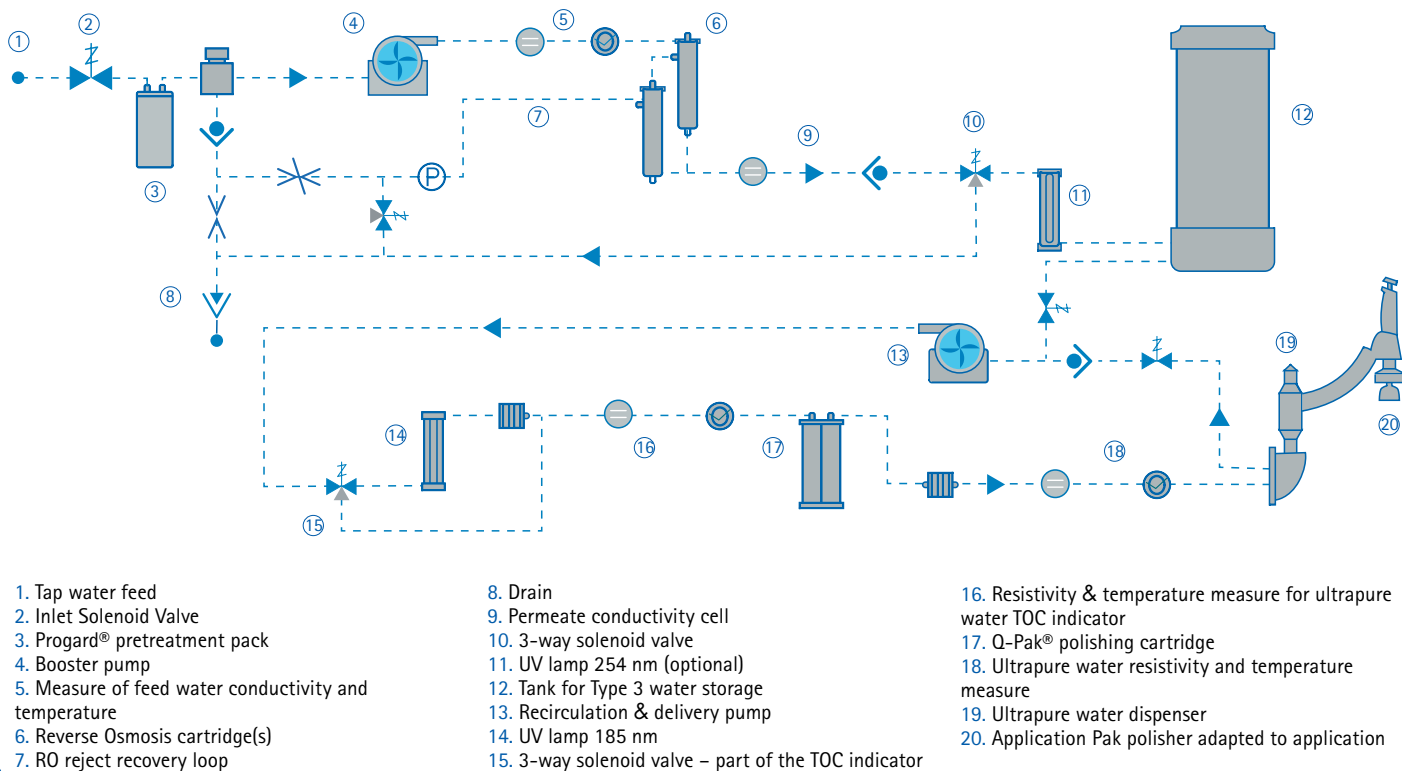 1
2
3
4
5
6
7
8
9
10
11
12
13
14
15
16
17
18
19
20
P
1. Tap water feed
2. Inlet Solenoid Valve
3. Progard® pretreatment pack
4. Booster pump
5. Measure of feed water conductivity and
temperature
6. Reverse Osmosis cartridge(s)
7. RO reject recovery loop
8. Drain
9. Permeate conductivity cell
10. 3-way solenoid valve
11. UV lamp 254 nm (optional)
12. Tank for Type 3 water storage
13. Recirculation & delivery pump
14. UV lamp 185 nm
15. 3-way solenoid valve – part of the TOC indicator
16. Resistivity & temperature measure for ultrapure
water TOC indicator
17. Q-Pak® polishing cartridge
18. Ultrapure water resistivity and temperature
measure
19. Ultrapure water dispenser
20. Application Pak polisher adapted to application